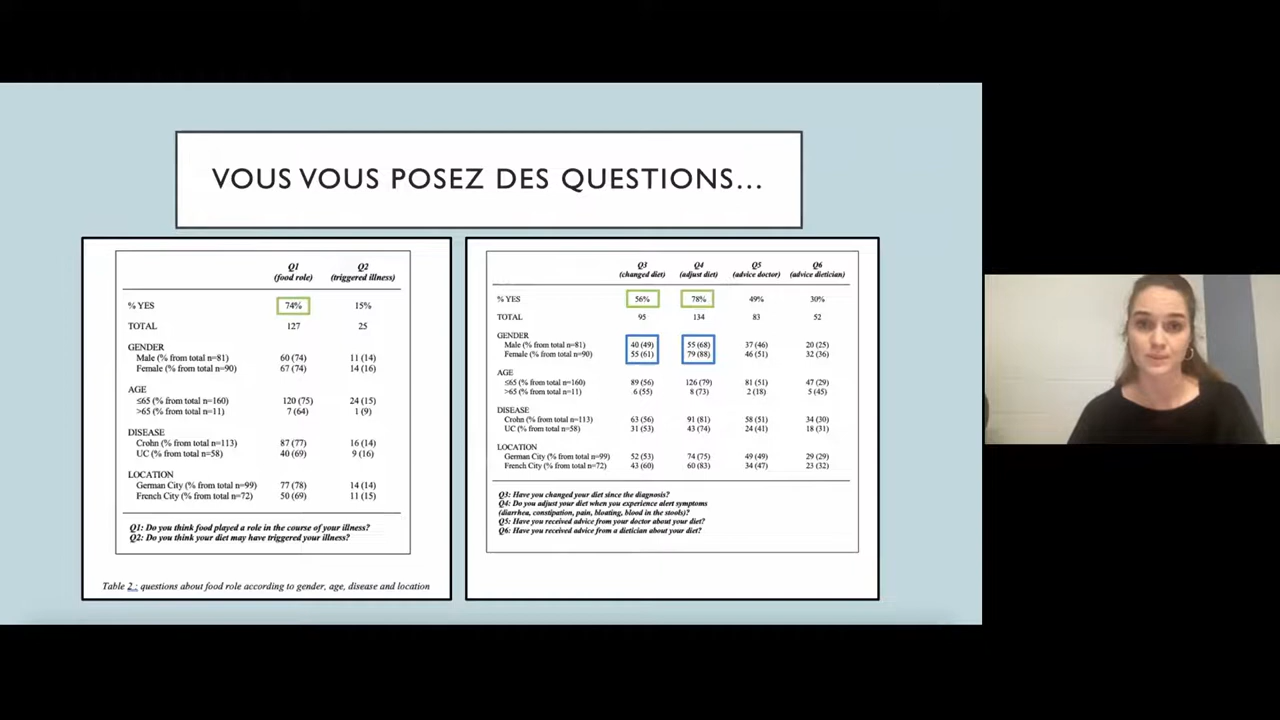 VOUS VOUS POSEZ DES QUESTIONS...
Q1 Q2
(food role) (triggered illness)
% YES 74% 15%
TOTAL 127 25
GENDER
Male (% from total n=81) 60 (74) 11 (14)
Female (% from total n=90) 67 (74) 14 (16)
AGE
≤65 (% from total n=160) 120 (75) 24 (15)
>65 (% from total n=11) 7 (64) 1 (9)
DISEASE
Crohn (% from total n=113) 87 (77) 16 (14)
UC (% from total n=58) 40 (69) 9 (16)
LOCATION
German City (% from total n=99) 77 (78) 14 (14)
French City (% from total n=72) 50 (69) 11 (15)
Q1: Do you think food played a role in the course of your illness?
Q2: Do you think your diet may have triggered your illness?
Table 2 : questions about food role according to gender, age, disease and location
Q3 Q4 Q5 Q6
(changed diet) (adjust diet) (advice doctor) (advice dietician)
% YES 56% 78% 49% 30%
TOTAL 95 134 83 52
GENDER
Male (% from total n=81) 40 (49) 55 (68) 37 (46) 20 (25)
Female (% from total n=90) 55 (61) 79 (88) 46 (51) 32 (36)
AGE
≤65 (% from total n=160) 89 (56) 126 (79) 81 (51) 47 (29)
>65 (% from total n=11) 6 (55) 8 (73) 2 (18) 5 (45)
DISEASE
Crohn (% from total n=113) 63 (56) 91 (81) 58 (51) 34 (30)
UC (% from total n=58) 31 (53) 43 (74) 24 (41) 18 (31)
LOCATION
German City (% from total n=99) 52 (53) 74 (75) 49 (49) 29 (29)
French City (% from total n=72) 43 (60) 60 (83) 34 (47) 23 (32)
Q3: Have you changed your diet since the diagnosis?
Q4: Do you adjust your diet when you experience alert symptoms
(diarrhea, constipation, pain, bloating, blood in the stools)?
Q5: Have you received advice from your doctor about your diet?
Q6: Have you received advice from a dietician about your diet?